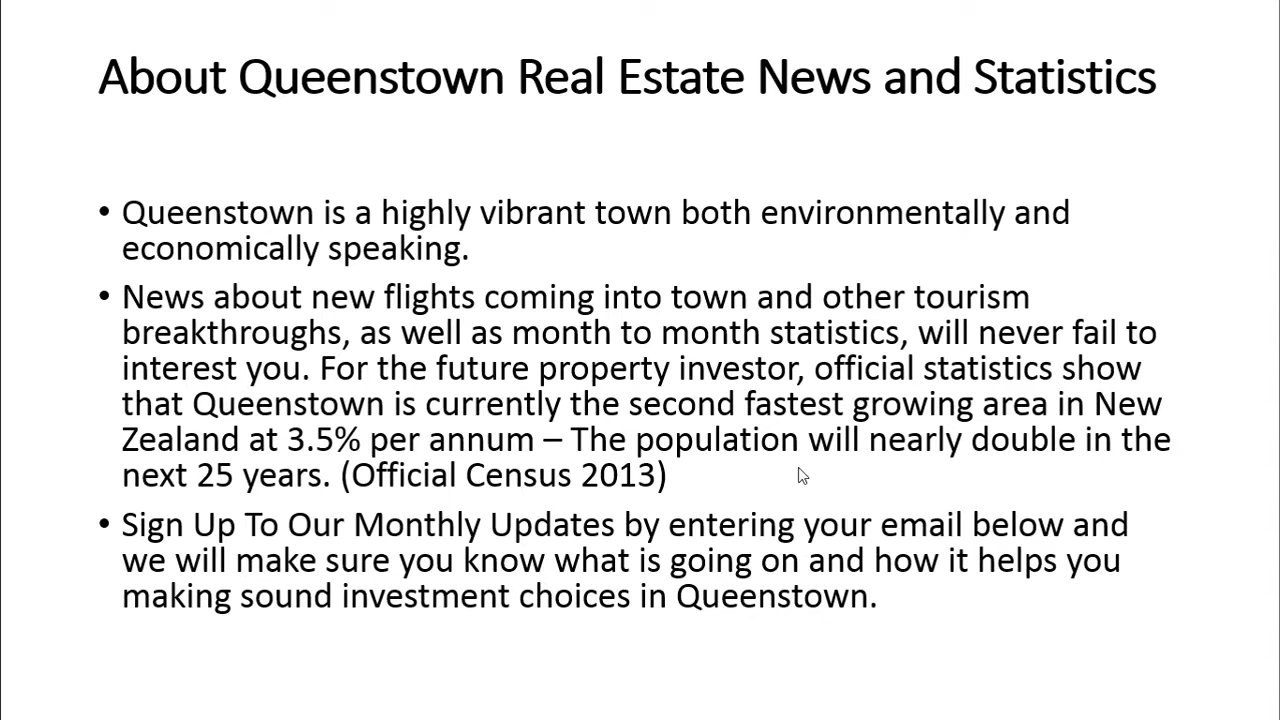 About Queenstown Real Estate News and Statistics
• Queenstown is a highly vibrant town both environmentally and
economically speaking.
• News about new flights coming into town and other tourism
breakthroughs, as well as month to month statistics, will never fail to
interest you. For the future property investor, official statistics show
that Queenstown is currently the second fastest growing area in New
Zealand at 3.5% per annum – The population will nearly double in the
next 25 years. (Official Census 2013)
• Sign Up To Our Monthly Updates by entering your email below and
we will make sure you know what is going on and how it helps you
making sound investment choices in Queenstown.